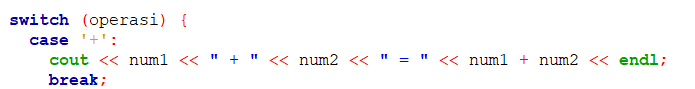 switch (operasi) {
case '+':
cout << num1 << " + " << num2 << " = " << num1 + num2 << endl;
break;